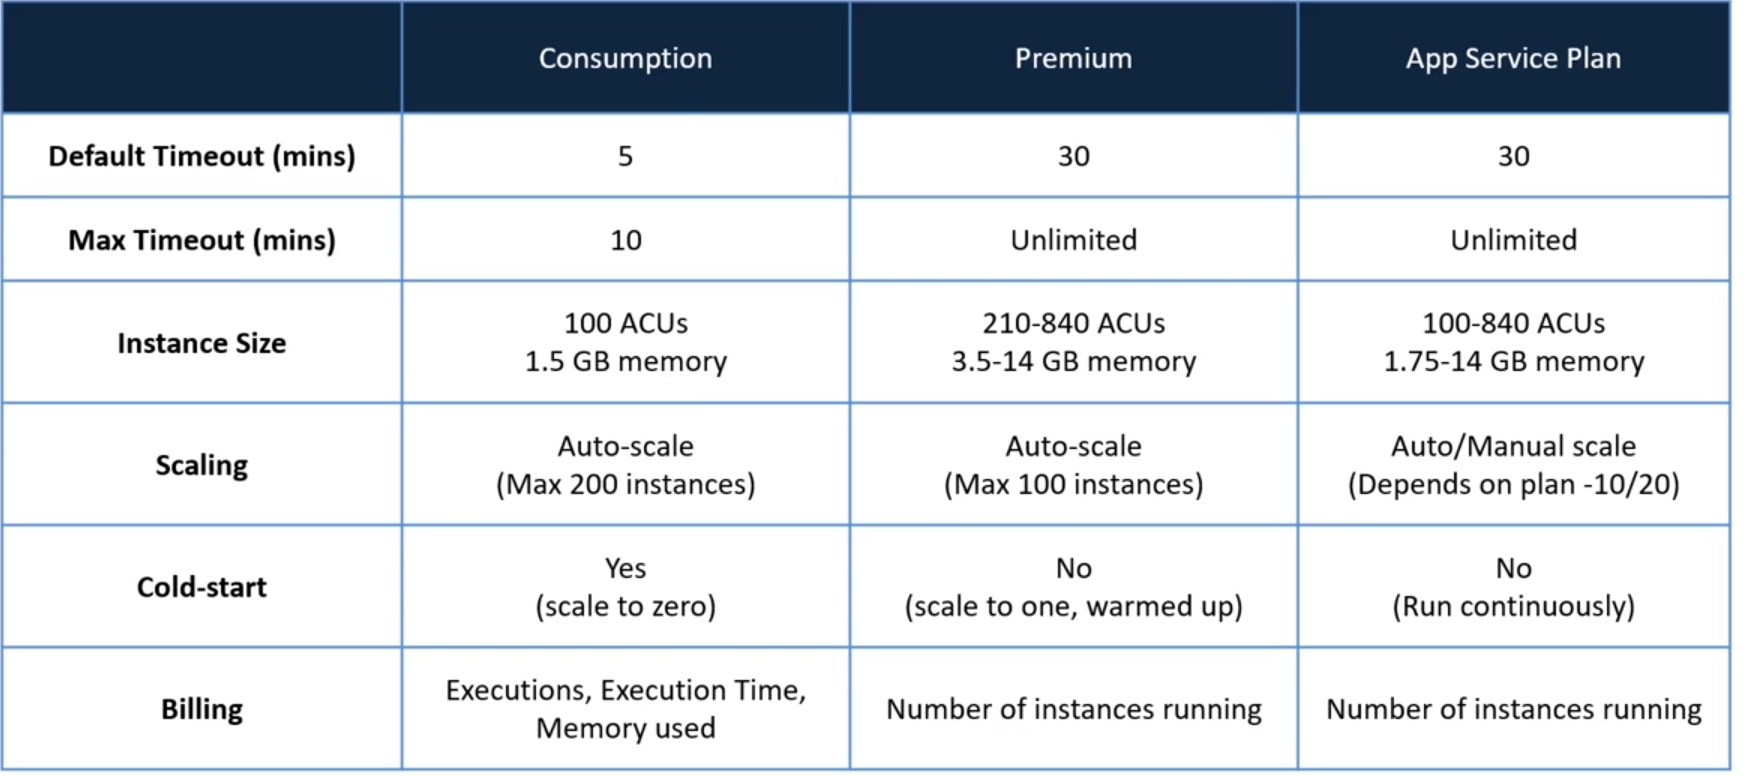 Consumption
Premium
App Service Plan
Default Timeout (mins)
5
30
30
Max Timeout (mins)
10
Unlimited
Unlimited
Instance Size
100 ACUs
1.5 GB memory
210-840 ACUs
3.5-14 GB memory
100-840 ACUs
1.75-14 GB memory
Scaling
Auto-scale
(Max 200 instances)
Auto-scale
(Max 100 instances)
Auto/Manual scale
(Depends on plan -10/20)
Cold-start
Yes
(scale to zero)
No
(scale to one, warmed up)
No
(Run continuously)
Billing
Executions, Execution Time,
Memory used
Number of instances running
Number of instances running